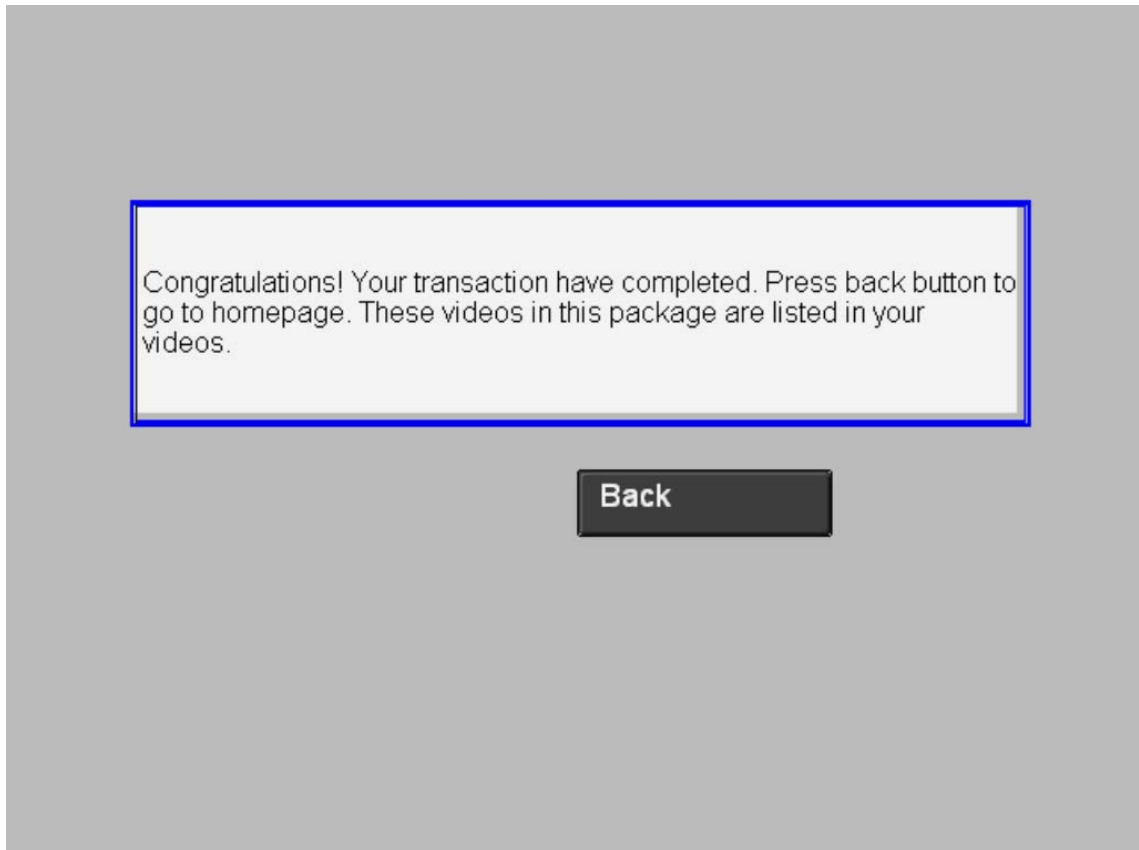 Congratulations! Your transaction have completed. Press back button to
go to homepage. These videos in this package are listed in your
videos.
Back